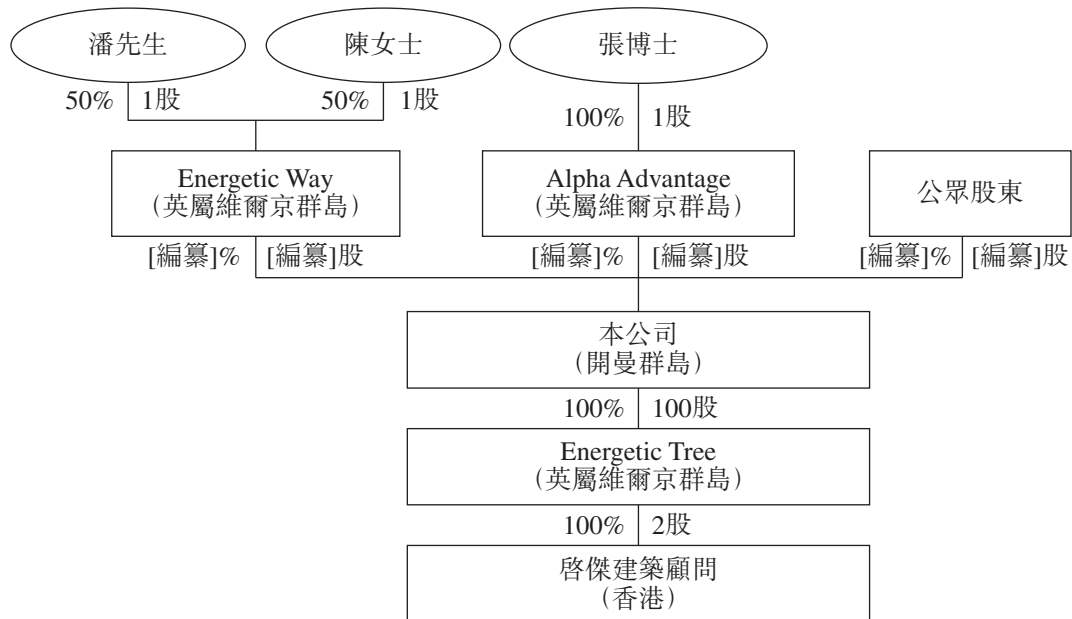 潘先生
陳女士
張博士
50% 1股
50% 1股
100% 1股
Energetic Way
(英屬維爾京群島)
Alpha Advantage
(英屬維爾京群島)
公眾股東
[編纂]% [編纂]股
[編纂]% [編纂]股
[編纂]% [編纂]股
本公司
(開曼群島)
100% 100股
Energetic Tree
(英屬維爾京群島)
100% 2股
啓傑建築顧問
(香港)